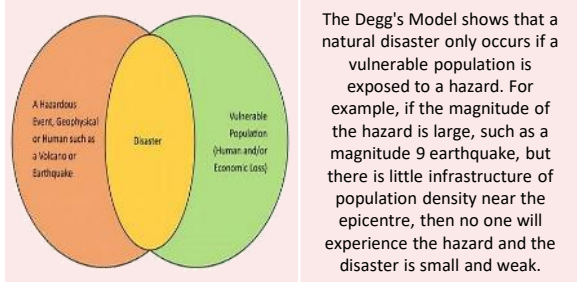 A Hazardous
Event, Geophysical
or Human such as
a Volcano or
Earthquake
Disaster
Vulnerable
Population
(Human and/or
Economic Loss)
The Degg's Model shows that a
natural disaster only occurs if a
vulnerable population is
exposed to a hazard. For
example, if the magnitude of
the hazard is large, such as a
magnitude 9 earthquake, but
there is little infrastructure of
population density near the
epicentre, then no one will
experience the hazard and the
disaster is small and weak.